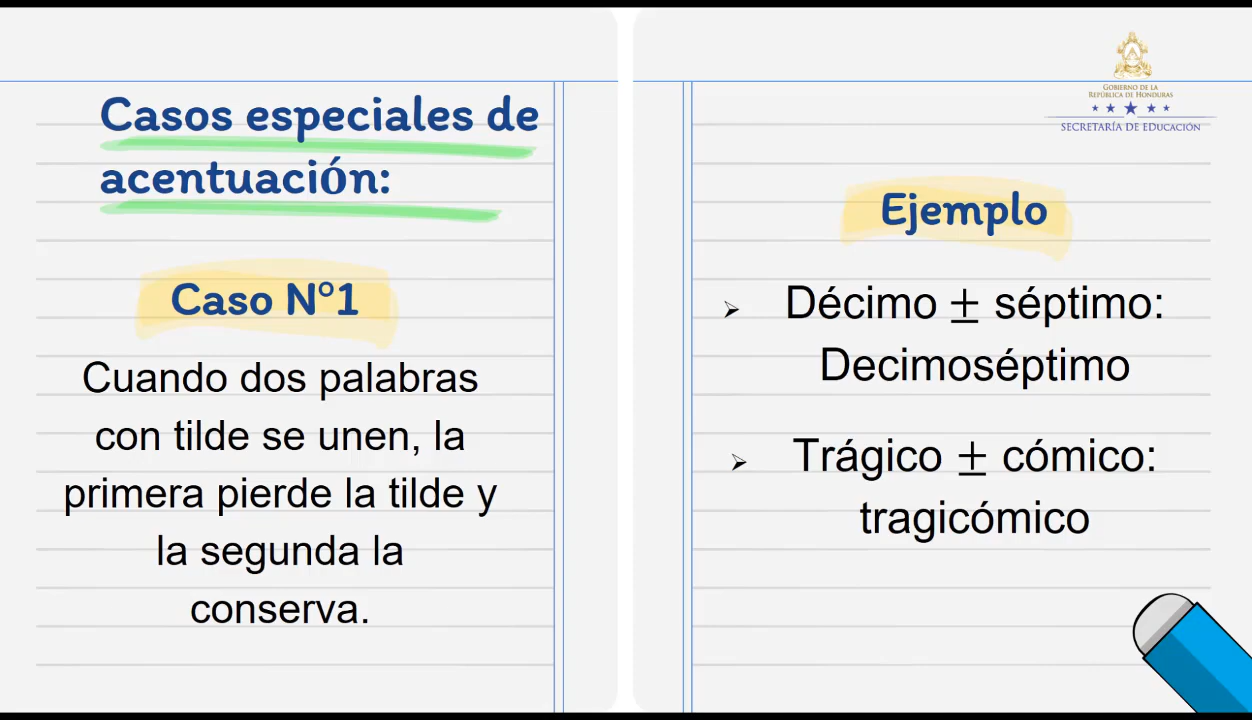 Casos especiales de
acentuación:
Caso N°1
Cuando dos palabras
con tilde se unen, la
primera pierde la tilde y
la segunda la
conserva.
GOBIERNO DE LA
REPÚBLICA DE HONDURAS
SECRETARÍA DE EDUCACIÓN
Ejemplo
Décimo ± séptimo:
Decimoséptimo
Trágico ± cómico:
tragicómico